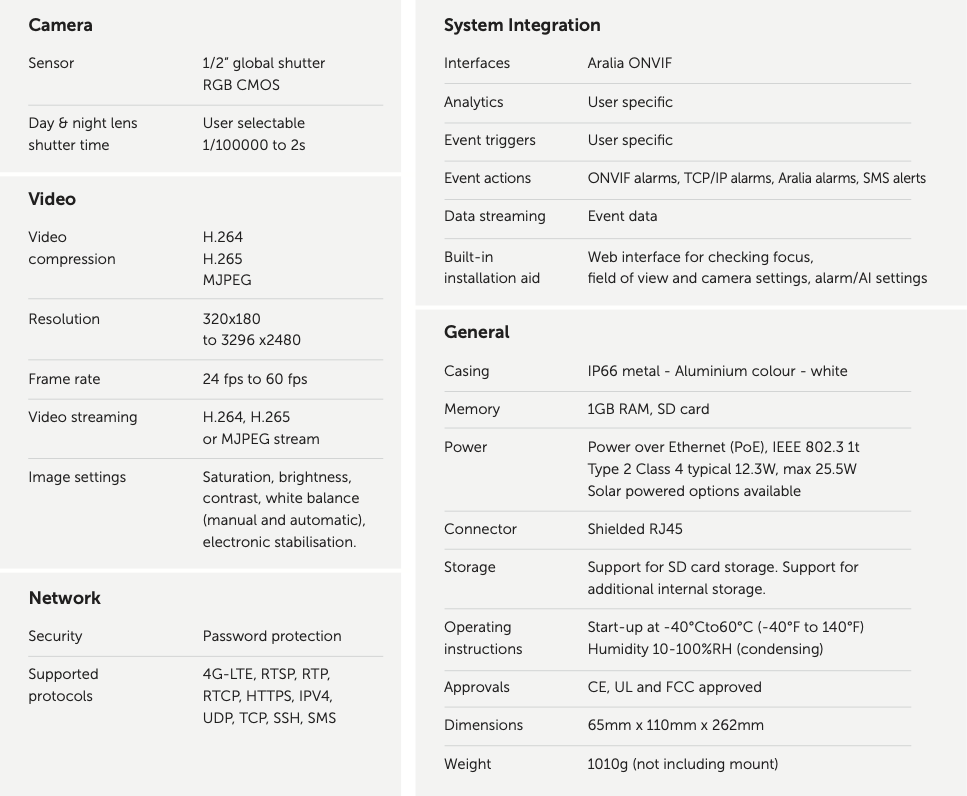 Camera
Sensor 1/2″ global shutter
RGB CMOS
Day & night lens User selectable
shutter time 1/100000 to 2s
Video
Video H.264
compression H.265
MJPEG
Resolution 320x180
to 3296 x2480
Frame rate 24 fps to 60 fps
Video streaming H.264, H.265
or MJPEG stream
Image settings Saturation, brightness,
contrast, white balance
(manual and automatic),
electronic stabilisation.
Network
Security Password protection
Supported 4G-LTE, RTSP, RTP,
protocols RTCP, HTTPS, IPV4,
UDP, TCP, SSH, SMS
System Integration
Interfaces Aralia ONVIF
Analytics User specific
Event triggers User specific
Event actions ONVIF alarms, TCP/IP alarms, Aralia alarms, SMS alerts
Data streaming Event data
Built-in Web interface for checking focus,
installation aid field of view and camera settings, alarm/AI settings
General
Casing IP66 metal - Aluminium colour - white
Memory 1GB RAM, SD card
Power Power over Ethernet (PoE), IEEE 802.3 1t
Type 2 Class 4 typical 12.3W, max 25.5W
Solar powered options available
Connector Shielded RJ45
Storage Support for SD card storage. Support for
additional internal storage.
Operating Start-up at -40°Cto60°C (-40°F to 140°F)
instructions Humidity 10-100%RH (condensing)
Approvals CE, UL and FCC approved
Dimensions 65mm x 110mm x 262mm
Weight 1010g (not including mount)